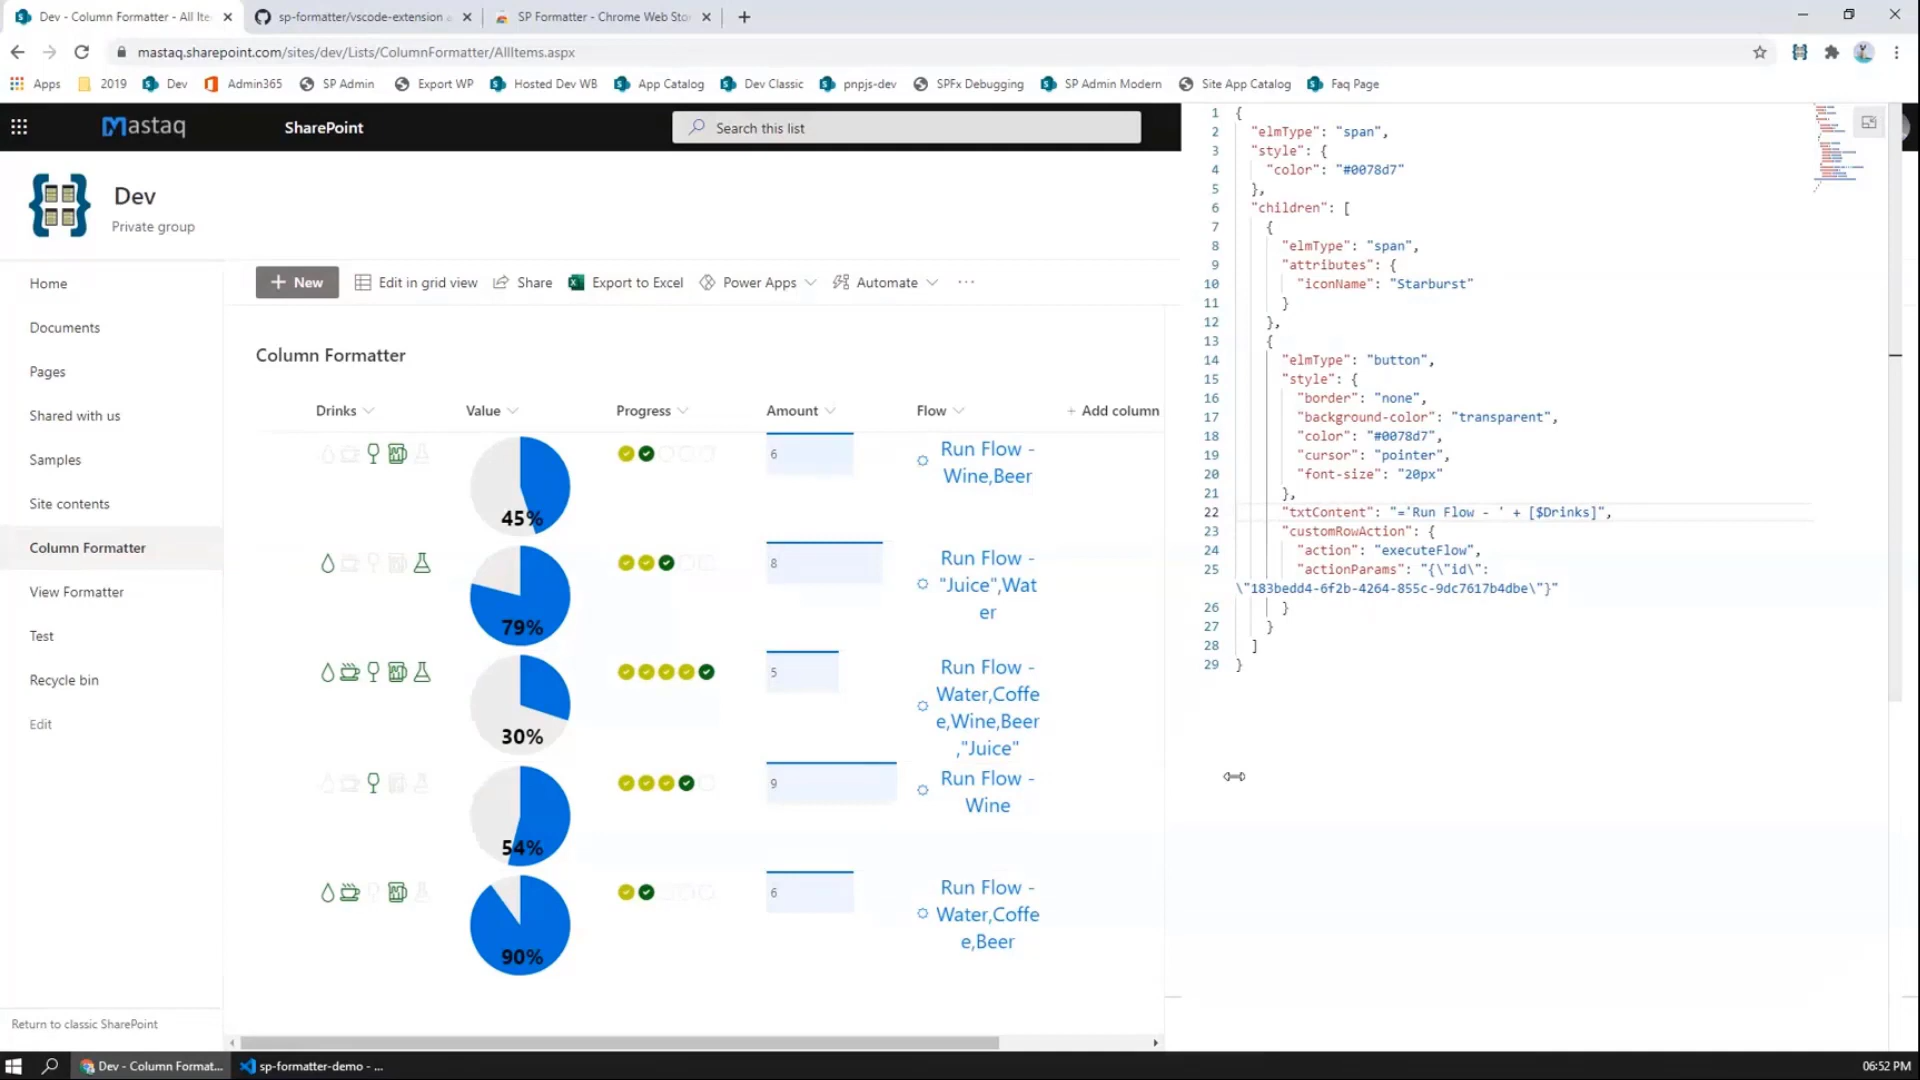 Dev - Column Formatter - All Ite
sp-formatter/vscode-extension a
SP Formatter - Chrome Web Stor
mastaq.sharepoint.com/sites/dev/Lists/ColumnFormatter/AllItems.aspx
Apps
2019
Dev
Admin365
SP Admin
Export WP
Hosted Dev WB
App Catalog
Dev Classic
pnpjs-dev
SPFx Debugging
SP Admin Modern
Site App Catalog
Faq Page
Mastaq
SharePoint
Search this list
Dev
Private group
Home
Documents
Pages
Shared with us
Samples
Site contents
Column Formatter
View Formatter
Test
Recycle bin
Edit
Return to classic SharePoint
+ New
Edit in grid view
Share
Export to Excel
Power Apps
Automate
...
Column Formatter
Drinks
Value
Progress
Amount
Flow
+ Add column
45%
6
Run Flow -
Wine,Beer
79%
8
Run Flow -
"Juice",Wat
er
30%
5
Run Flow -
Water,Coffe
e,Wine,Beer
,"Juice"
54%
9
Run Flow -
Wine
90%
6
Run Flow -
Water,Coffe
e,Beer
1 {
2 "elmType": "span",
3 "style": {
4 "color": "#0078d7"
5 },
6 "children": [
7 {
8 "elmType": "span",
9 "attributes": {
10 "iconName": "Starburst"
11 }
12 },
13 {
14 "elmType": "button",
15 "style": {
16 "border": "none",
17 "background-color": "transparent",
18 "color": "#0078d7",
19 "cursor": "pointer",
20 "font-size": "20px"
21 },
22 "txtContent": "='Run Flow - ' + [$Drinks]",
23 "customRowAction": {
24 "action": "executeFlow",
25 "actionParams": "{\"id\":
\"183bedd4-6f2b-4264-855c-9dc7617b4dbe\"}"
26 }
27 }
28 ]
29 }
Dev - Column Format...
sp-formatter-demo - ...
06:52 PM